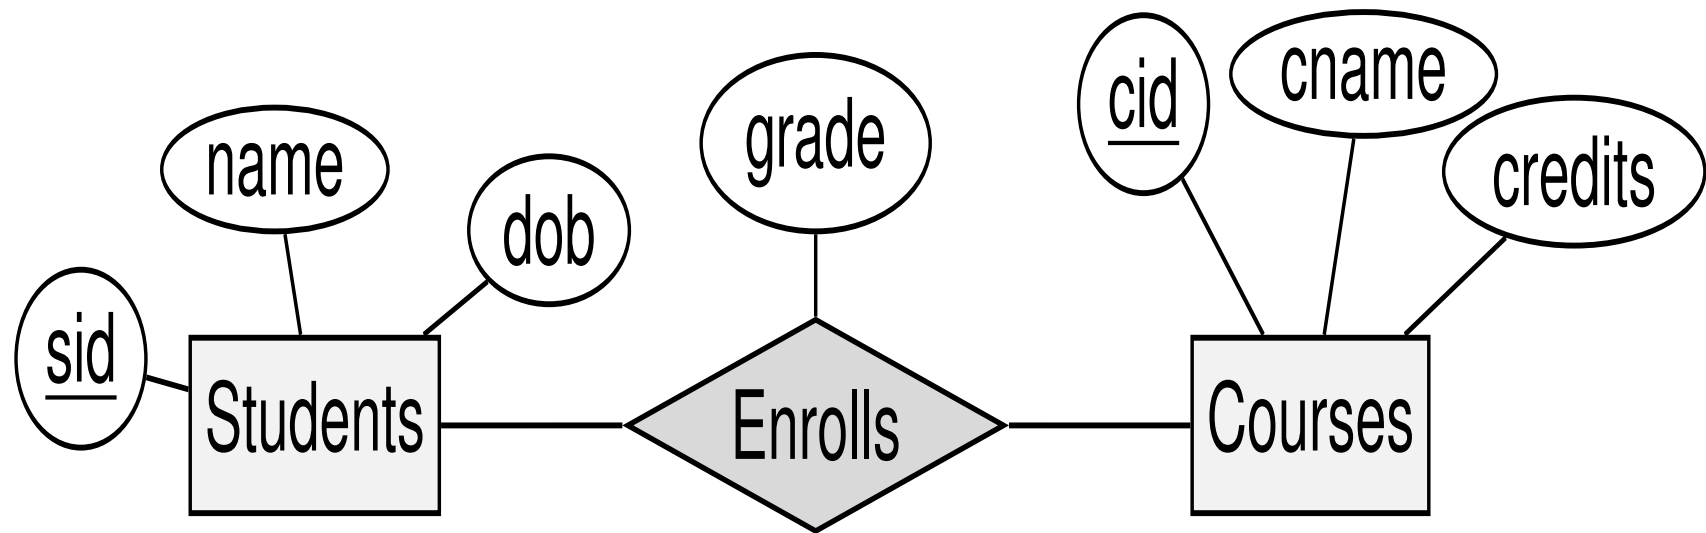 sid
name
dob
Students
grade
Enrolls
cid
cname
credits
Courses